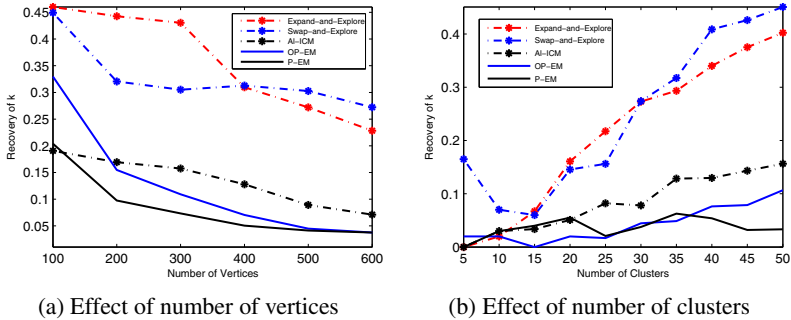 0.45
0.4
0.35
0.3
0.25
0.2
0.15
0.1
0.05
Recovery of k
Expand−and−Explore
Swap−and−Explore
AI−ICM
OP−EM
P−EM
100 200 300 400 500 600
Number of Vertices
(a) Effect of number of vertices
0.4
0.3
0.2
0.1
0
Recovery of k
Expand−and−Explore
Swap−and−Explore
AI−ICM
OP−EM
P−EM
5 10 15 20 25 30 35 40 45 50
Number of Clusters
(b) Effect of number of clusters